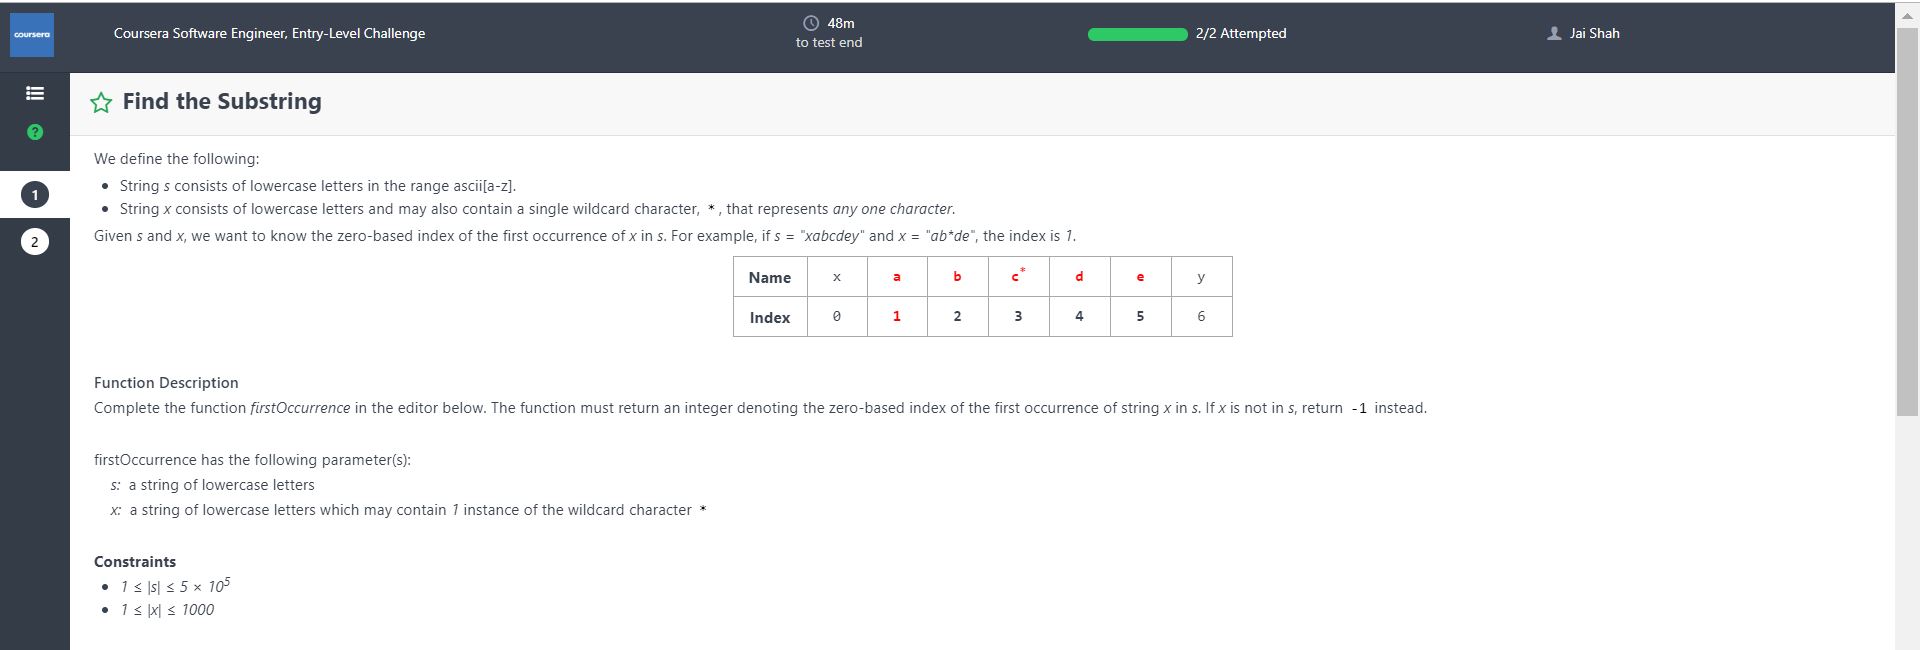 coursera
Coursera Software Engineer, Entry-Level Challenge
48m
to test end
2/2 Attempted
Jai Shah
?
1
2
Find the Substring
We define the following:
• String s consists of lowercase letters in the range ascii[a-z].
• String x consists of lowercase letters and may also contain a single wildcard character, *, that represents any one character.
Given s and x, we want to know the zero-based index of the first occurrence of x in s. For example, if s = "xabcdey" and x = "ab*de", the index is 1.
Name x a b c* d e y
Index 0 1 2 3 4 5 6
Function Description
Complete the function firstOccurrence in the editor below. The function must return an integer denoting the zero-based index of the first occurrence of string x in s. If x is not in s, return -1 instead.
firstOccurrence has the following parameter(s):
s: a string of lowercase letters
x: a string of lowercase letters which may contain 1 instance of the wildcard character *
Constraints
• 1 ≤ |s| ≤ 5 × 10⁵
• 1 ≤ |x| ≤ 1000